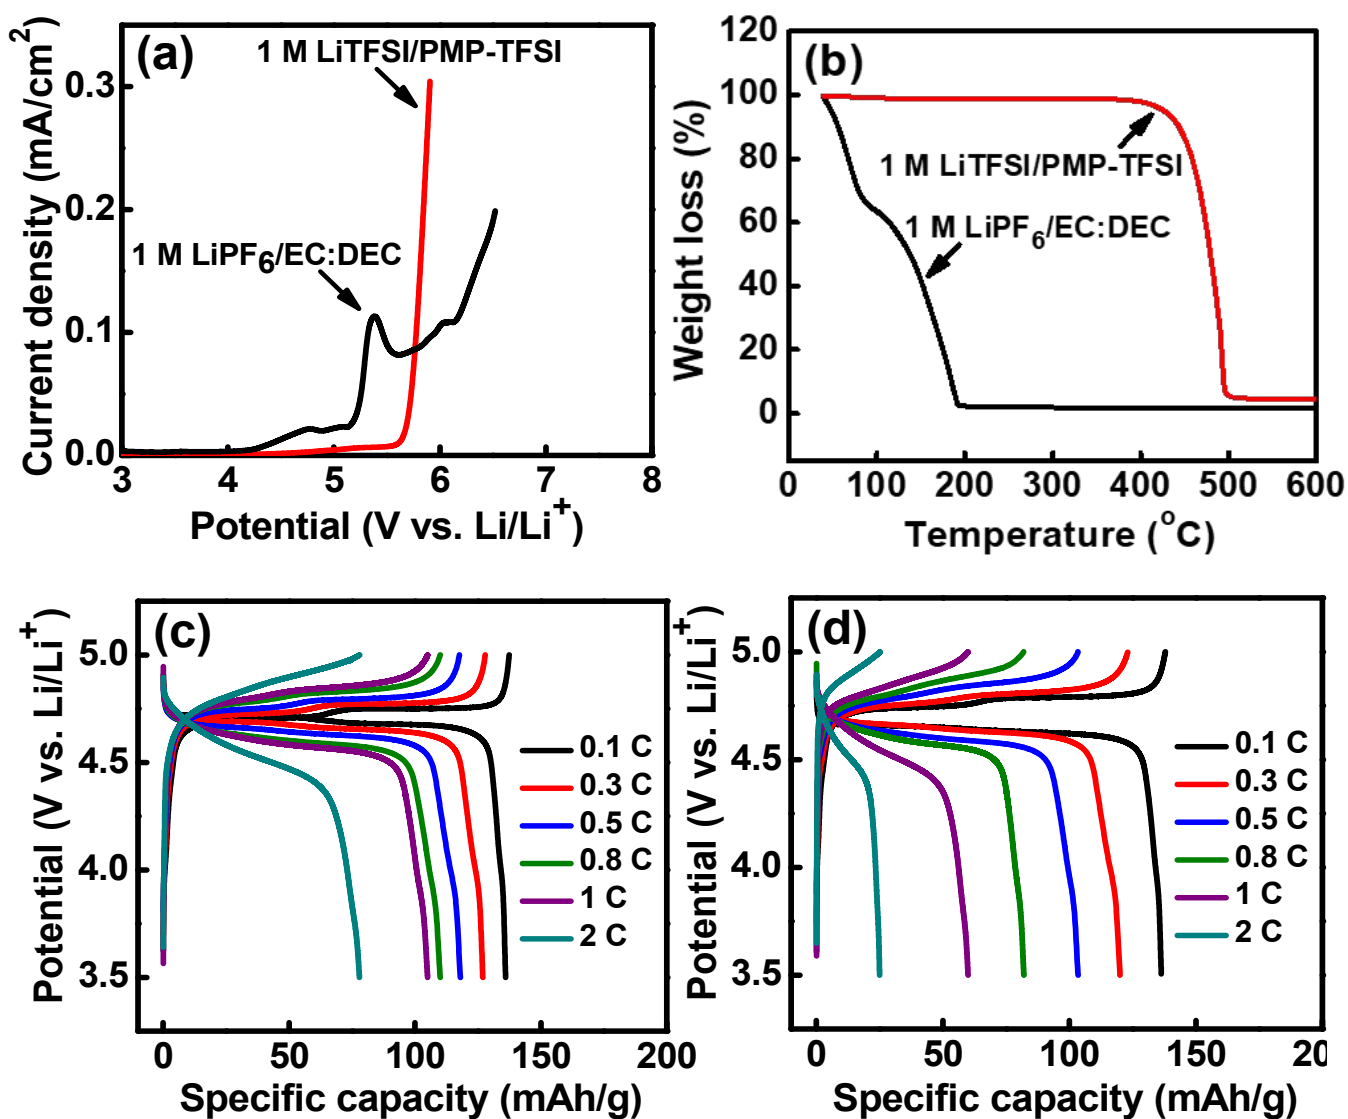 (a)
1 M LiTFSI/PMP-TFSI
1 M LiPF6/EC:DEC
Current density (mA/cm2)
0.3
0.2
0.1
0.0
3 4 5 6 7 8
Potential (V vs. Li/Li+)
(b)
1 M LiTFSI/PMP-TFSI
1 M LiPF6/EC:DEC
Weight loss (%)
120
100
80
60
40
20
0
0 100 200 300 400 500 600
Temperature (oC)
(c)
Potential (V vs. Li/Li+)
5.0
4.5
4.0
3.5
0.1 C
0.3 C
0.5 C
0.8 C
1 C
2 C
0 50 100 150 200
Specific capacity (mAh/g)
(d)
Potential (V vs. Li/Li+
5.0
4.5
4.0
3.5
0.1 C
0.3 C
0.5 C
0.8 C
1 C
2 C
0 50 100 150 20
Specific capacity (mAh/g)